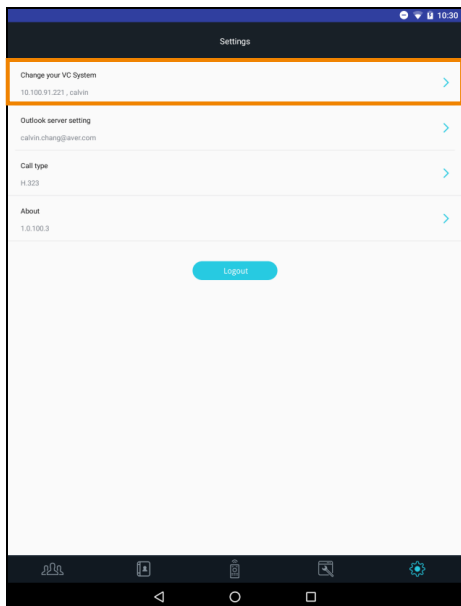 10:30
Settings
Change your VC System
10.100.91.221 , calvin
Outlook server setting
calvin.chang@aver.com
Call type
H.323
About
1.0.100.3
Logout